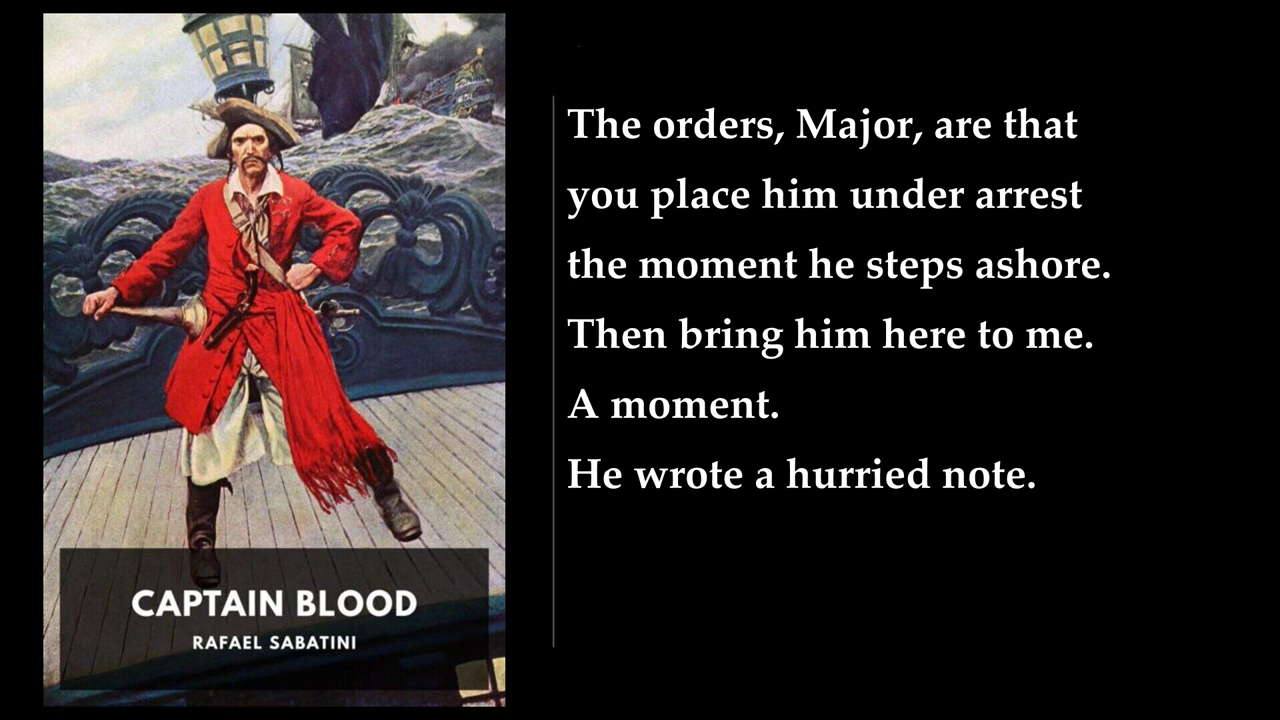 CAPTAIN BLOOD
RAFAEL SABATINI
The orders, Major, are that
you place him under arrest
the moment he steps ashore.
Then bring him here to me.
A moment.
He wrote a hurried note.